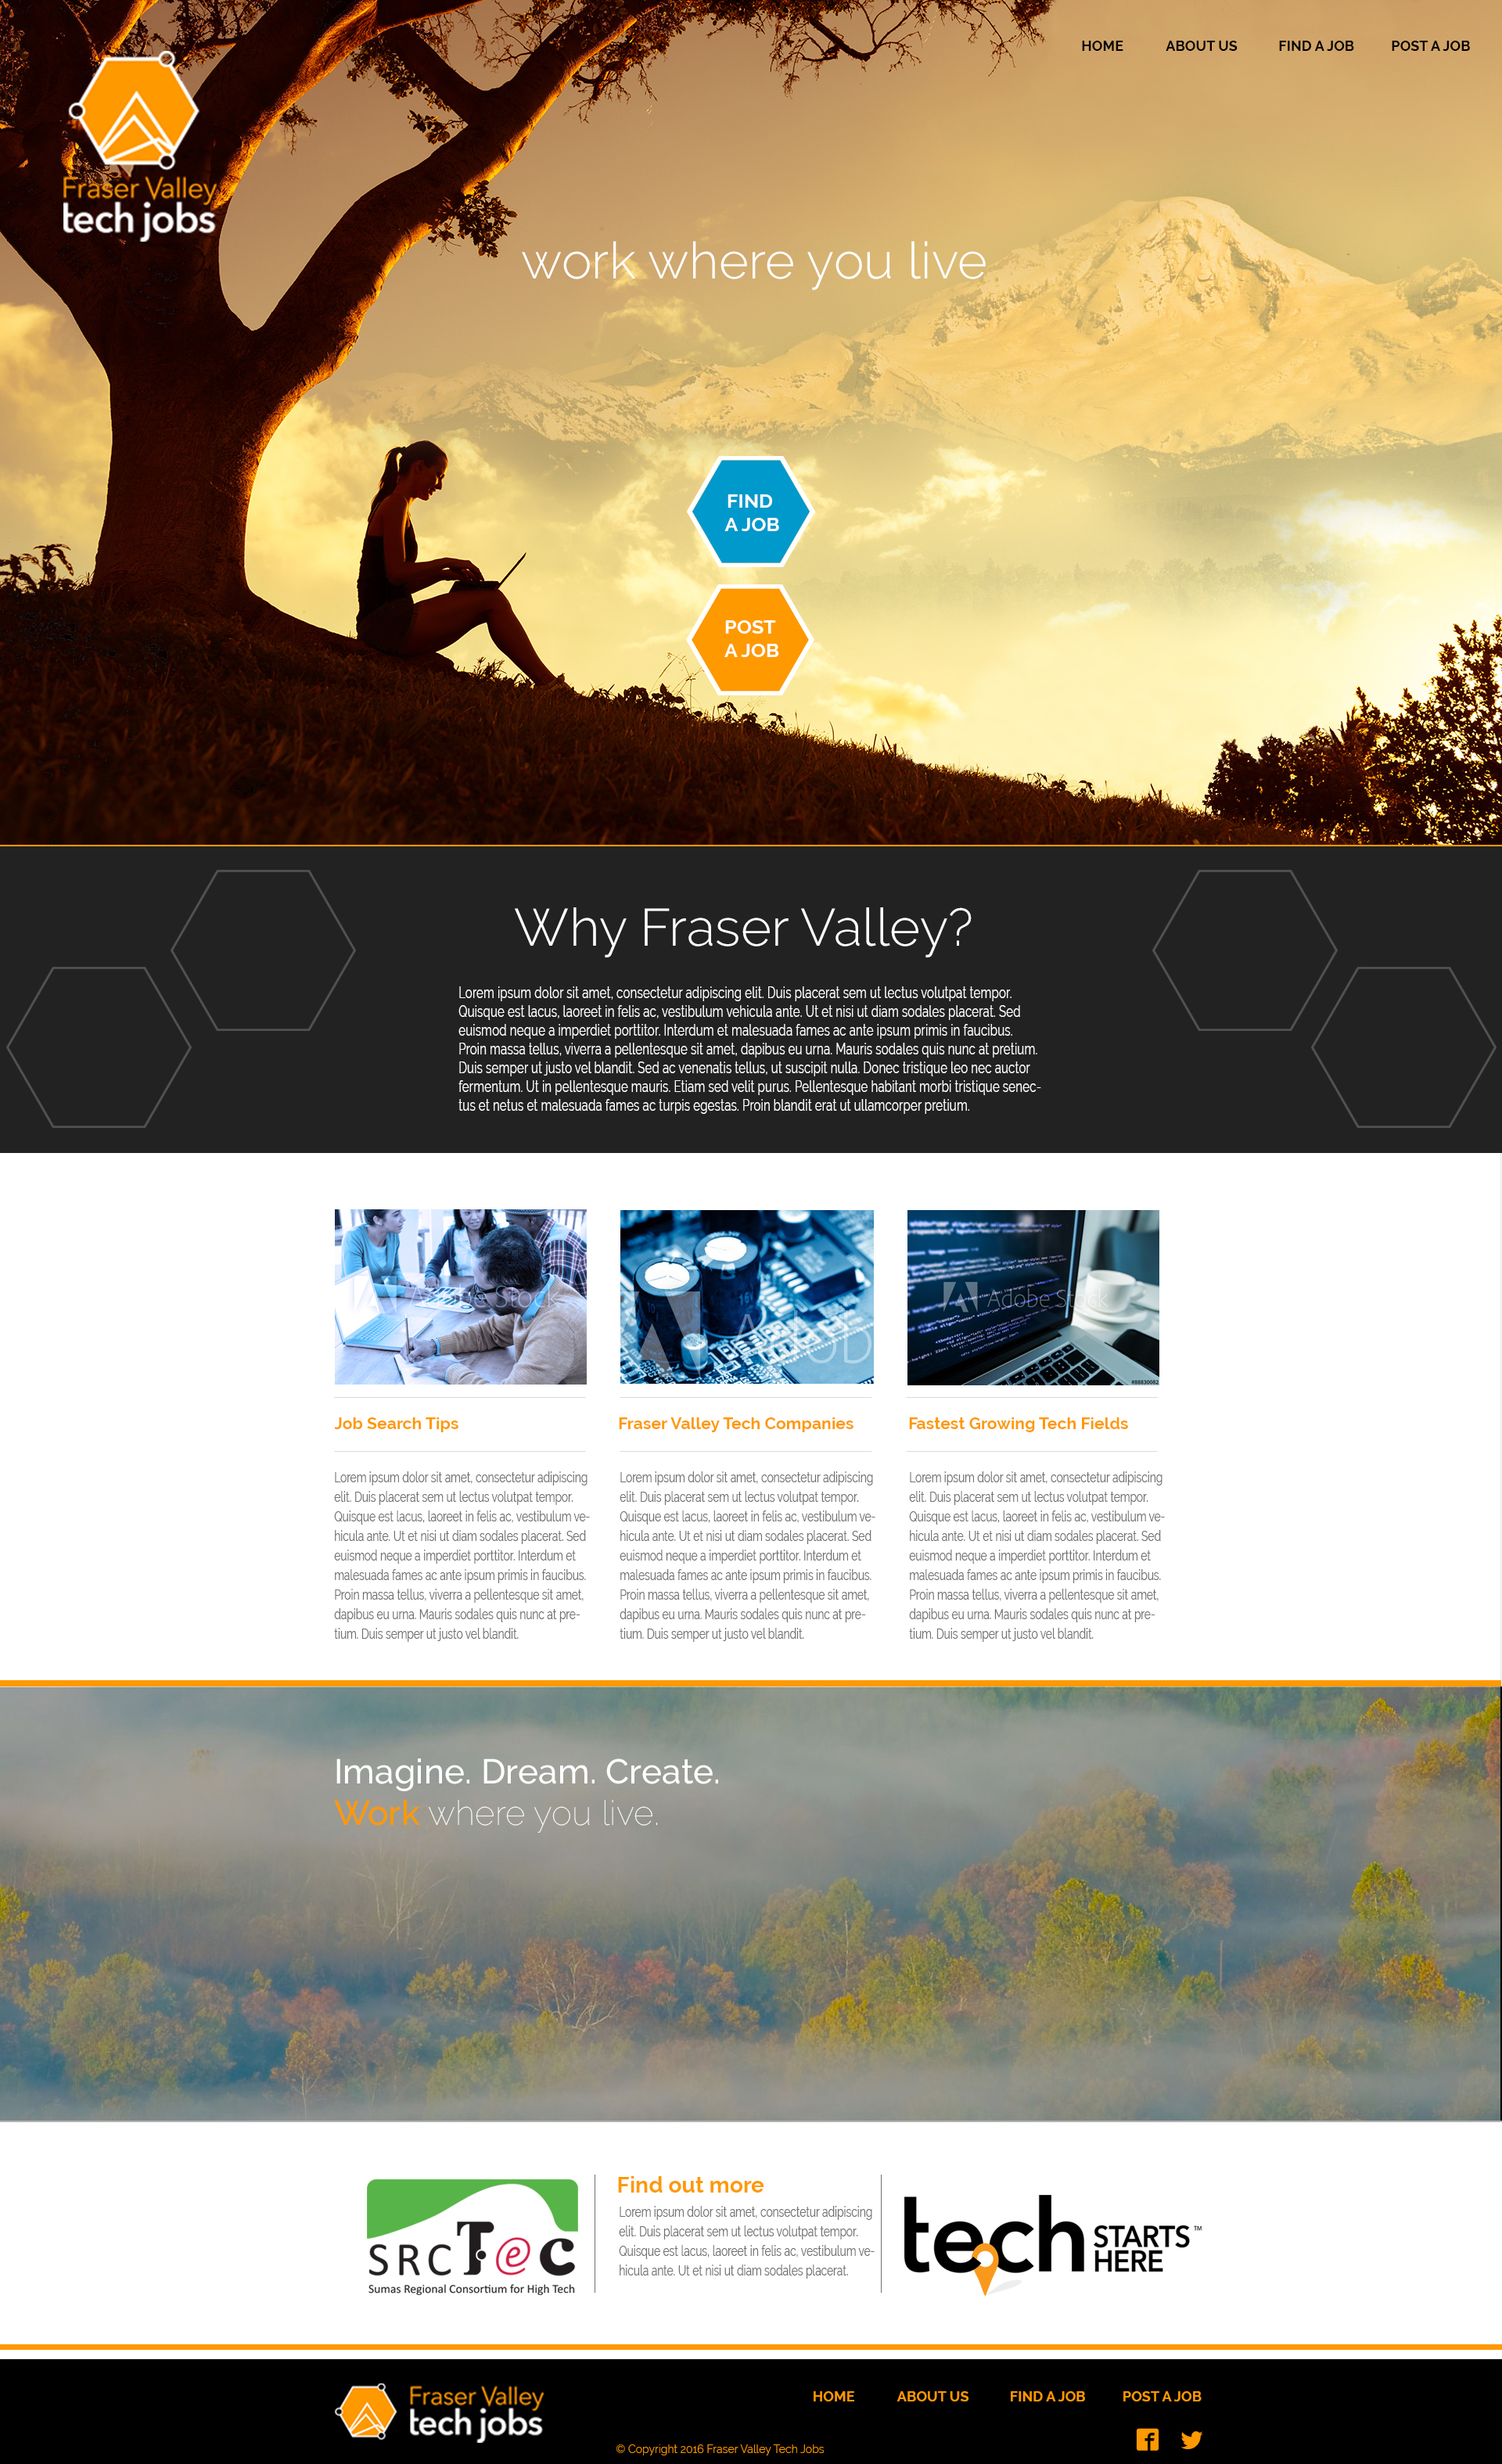 HOME ABOUT US FIND A JOB POST A JOB
Fraser Valley
tech jobs
work where you live
FIND
A JOB
POST
A JOB
Why Fraser Valley?
Lorem ipsum dolor sit amet, consectetur adipiscing elit. Duis placerat sem ut lectus volutpat tempor.
Quisque est lacus, laoreet in felis ac, vestibulum vehicula ante. Ut et nisi ut diam sodales placerat. Sed
euismod neque a imperdiet porttitor. Interdum et malesuada fames ac ante ipsum primis in faucibus.
Proin massa tellus, viverra a pellentesque sit amet, dapibus eu urna. Mauris sodales quis nunc at pretium.
Duis semper ut justo vel blandit. Sed ac venenatis tellus, ut suscipit nulla. Donec tristique leo nec auctor
fermentum. Ut in pellentesque mauris. Etiam sed velit purus. Pellentesque habitant morbi tristique senec-
tus et netus et malesuada fames ac turpis egestas. Proin blandit erat ut ullamcorper pretium.
Adobe Stock
Adob
Adobe Stock
Job Search Tips
Lorem ipsum dolor sit amet, consectetur adipiscing
elit. Duis placerat sem ut lectus volutpat tempor.
Quisque est lacus, laoreet in felis ac, vestibulum ve-
hicula ante. Ut et nisi ut diam sodales placerat. Sed
euismod neque a imperdiet porttitor. Interdum et
malesuada fames ac ante ipsum primis in faucibus.
Proin massa tellus, viverra a pellentesque sit amet,
dapibus eu urna. Mauris sodales quis nunc at pre-
tium. Duis semper ut justo vel blandit.
Fraser Valley Tech Companies
Lorem ipsum dolor sit amet, consectetur adipiscing
elit. Duis placerat sem ut lectus volutpat tempor.
Quisque est lacus, laoreet in felis ac, vestibulum ve-
hicula ante. Ut et nisi ut diam sodales placerat. Sed
euismod neque a imperdiet porttitor. Interdum et
malesuada fames ac ante ipsum primis in faucibus.
Proin massa tellus, viverra a pellentesque sit amet,
dapibus eu urna. Mauris sodales quis nunc at pre-
tium. Duis semper ut justo vel blandit.
Fastest Growing Tech Fields
Lorem ipsum dolor sit amet, consectetur adipiscing
elit. Duis placerat sem ut lectus volutpat tempor.
Quisque est lacus, laoreet in felis ac, vestibulum ve-
hicula ante. Ut et nisi ut diam sodales placerat. Sed
euismod neque a imperdiet porttitor. Interdum et
malesuada fames ac ante ipsum primis in faucibus.
Proin massa tellus, viverra a pellentesque sit amet,
dapibus eu urna. Mauris sodales quis nunc at pre-
tium. Duis semper ut justo vel blandit.
Imagine. Dream. Create.
Work where you live.
SRCT@c
Sumas Regional Consortium for High Tech
Find out more
Lorem ipsum dolor sit amet, consectetur adipiscing
elit. Duis placerat sem ut lectus volutpat tempor.
Quisque est lacus, laoreet in felis ac, vestibulum ve-
hicula ante. Ut et nisi ut diam sodales placerat.
tech STARTS HERE™
Fraser Valley
tech jobs
HOME ABOUT US FIND A JOB POST A JOB
© Copyright 2016 Fraser Valley Tech Jobs